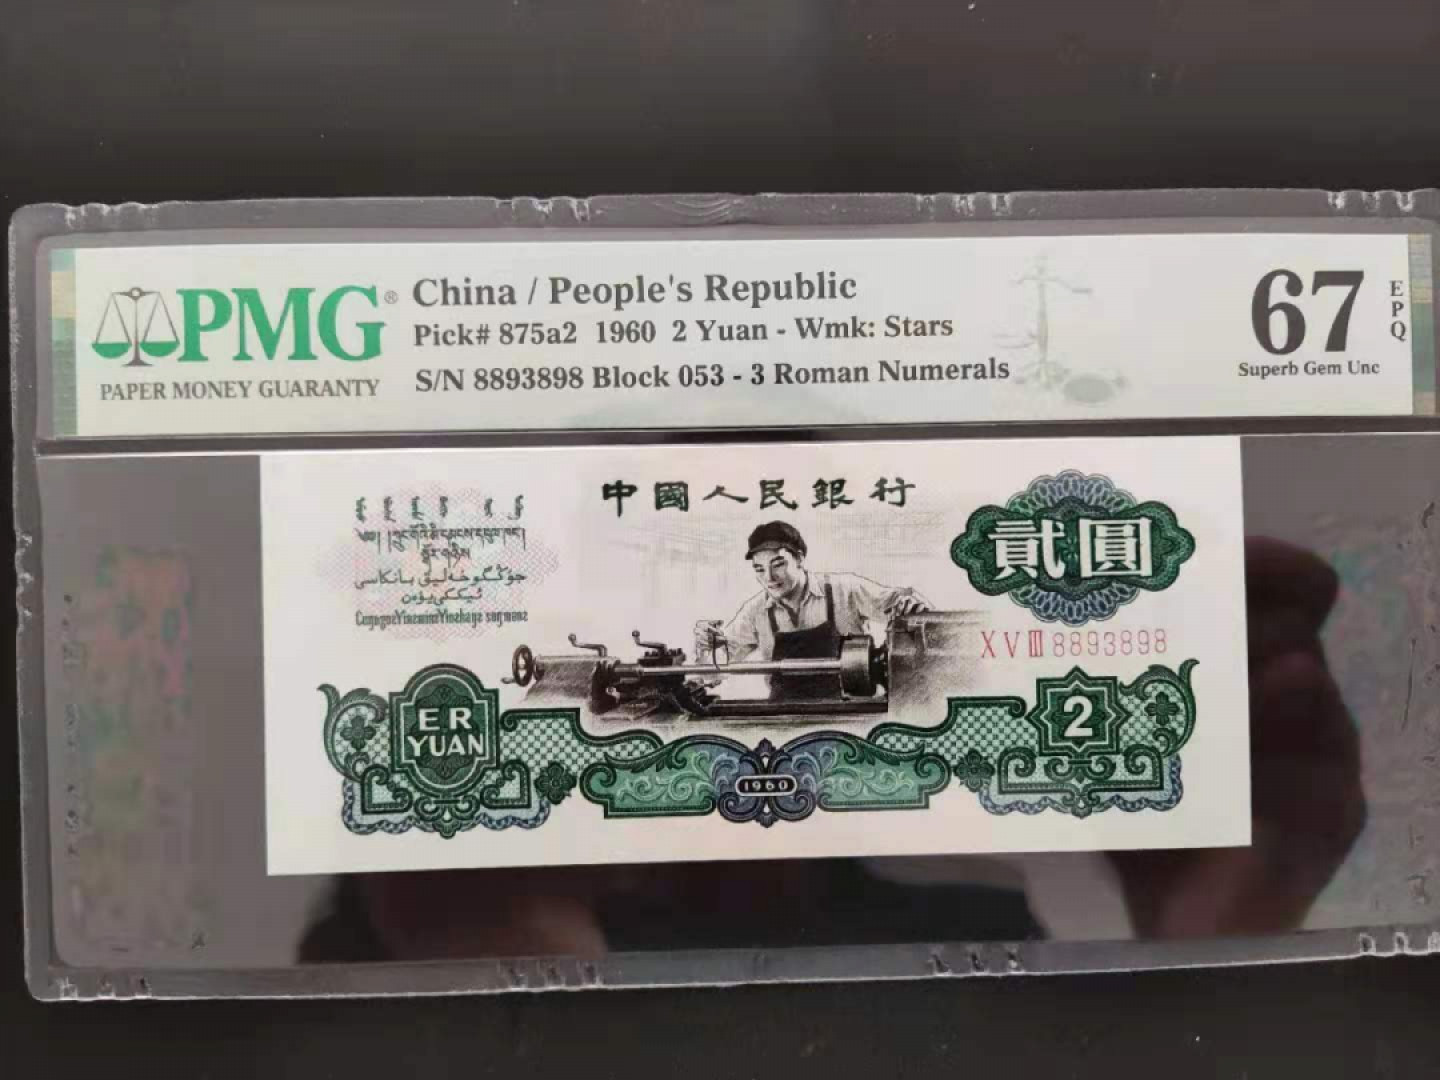 PMG®
PAPER MONEY GUARANTY
China / People's Republic
Pick# 875a2 1960 2 Yuan - Wmk: Stars
S/N 8893898 Block 053 - 3 Roman Numerals
67
EPQ
Superb Gem Unc
中國人民銀行
貳圓
XVIII 8893898
ER
YUAN
1960
2